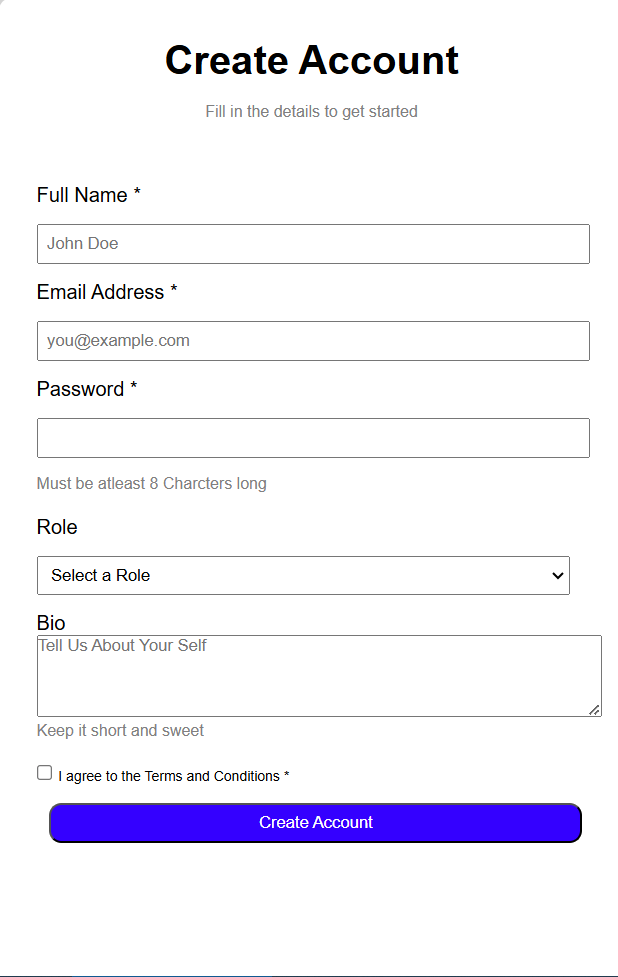 Create Account
Fill in the details to get started
Full Name *
John Doe
Email Address *
you@example.com
Password *
Must be atleast 8 Charcters long
Role
Select a Role
Bio
Tell Us About Your Self
Keep it short and sweet
I agree to the Terms and Conditions *
Create Account